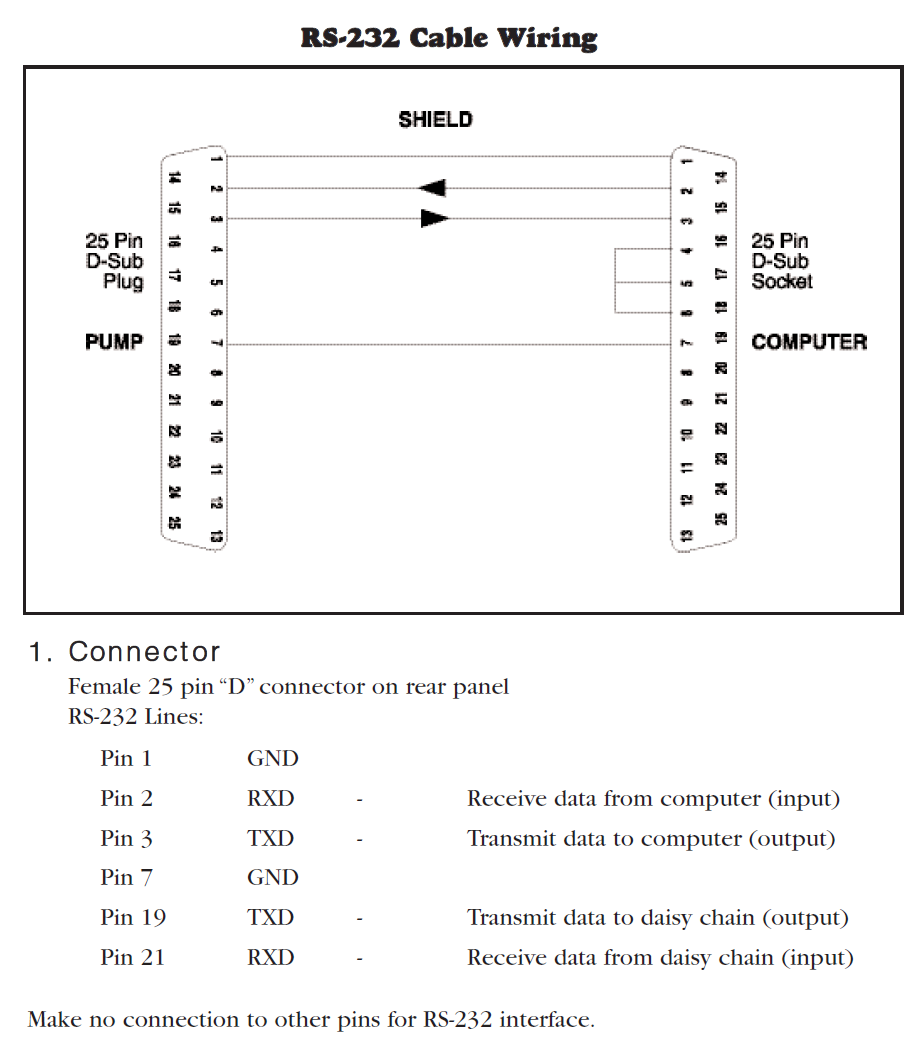 RS-232 Cable Wiring
SHIELD
25 Pin
D-Sub
Plug
PUMP
14
15
16
17
18
19
20
21
22
23
24
25
1
2
3
4
5
6
7
8
9
10
11
12
13
1
2
3
4
5
6
7
8
9
10
11
12
13
14
15
16
17
18
19
20
21
22
23
24
25
25 Pin
D-Sub
Socket
COMPUTER
1. Connector
Female 25 pin “D” connector on rear panel
RS-232 Lines:
Pin 1 GND
Pin 2 RXD - Receive data from computer (input)
Pin 3 TXD - Transmit data to computer (output)
Pin 7 GND
Pin 19 TXD - Transmit data to daisy chain (output)
Pin 21 RXD - Receive data from daisy chain (input)
Make no connection to other pins for RS-232 interface.